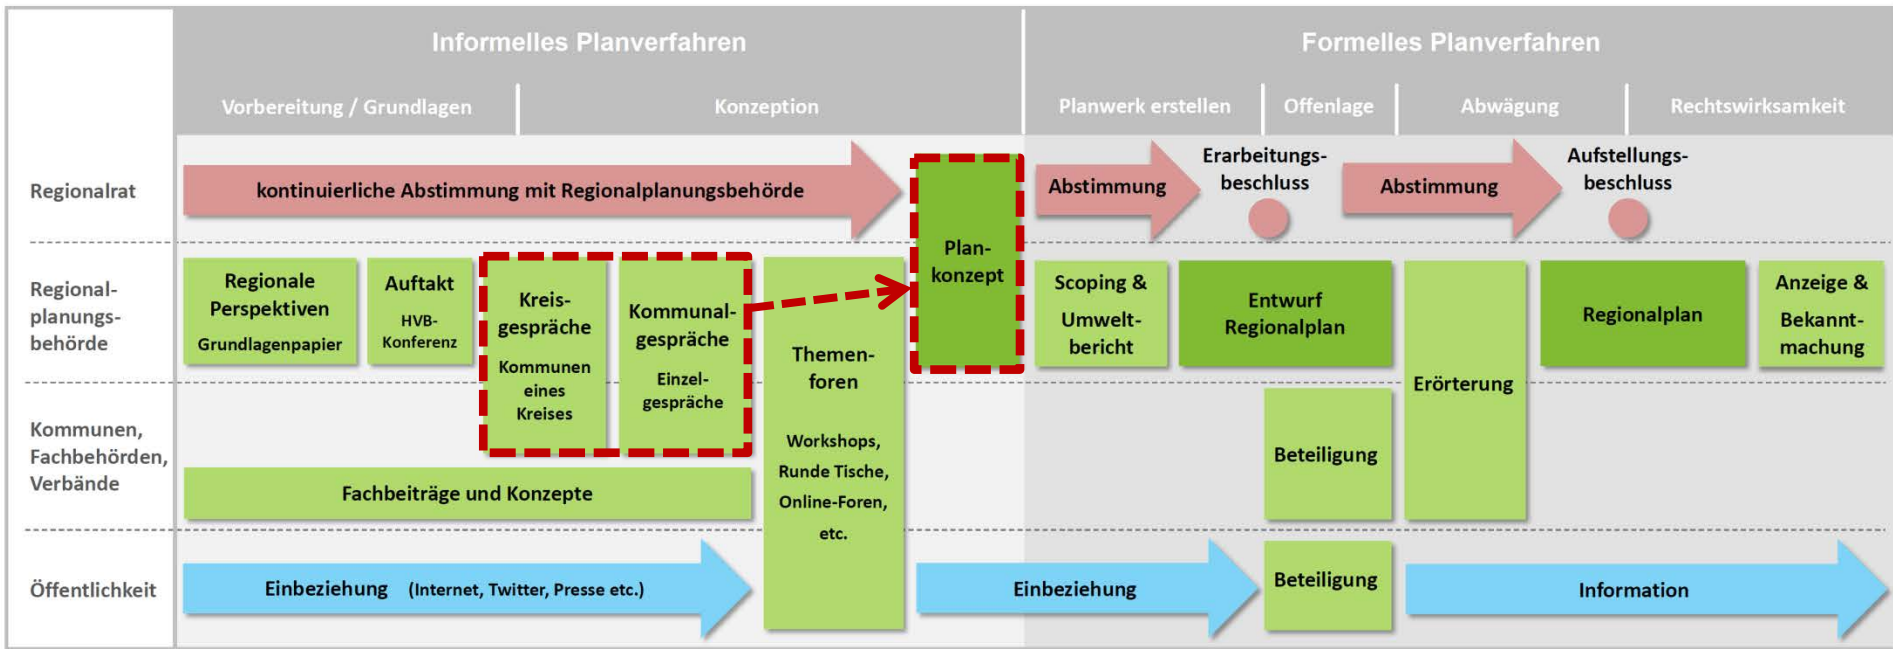 Informelles Planverfahren
Formelles Planverfahren
Vorbereitung / Grundlagen
Konzeption
Planwerk erstellen
Offenlage
Abwägung
Rechtswirksamkeit
Regionalrat
kontinuierliche Abstimmung mit Regionalplanungsbehörde
Plan-
konzept
Abstimmung
Erarbeitungs-
beschluss
Abstimmung
Aufstellungs-
beschluss
Regional-
planungs-
behörde
Regionale
Perspektiven
Grundlagenpapier
Auftakt
HVB-
Konferenz
Kreis-
gespräche
Kommunen
eines
Kreises
Kommunal-
gespräche
Einzel-
gespräche
Themen-
foren
Workshops,
Runde Tische,
Online-Foren,
etc.
Scoping &
Umwelt-
bericht
Entwurf
Regionalplan
Erörterung
Regionalplan
Anzeige &
Bekannt-
machung
Kommunen,
Fachbehörden,
Verbände
Fachbeiträge und Konzepte
Beteiligung
Öffentlichkeit
Einbeziehung (Internet, Twitter, Presse etc.)
Einbeziehung
Beteiligung
Information